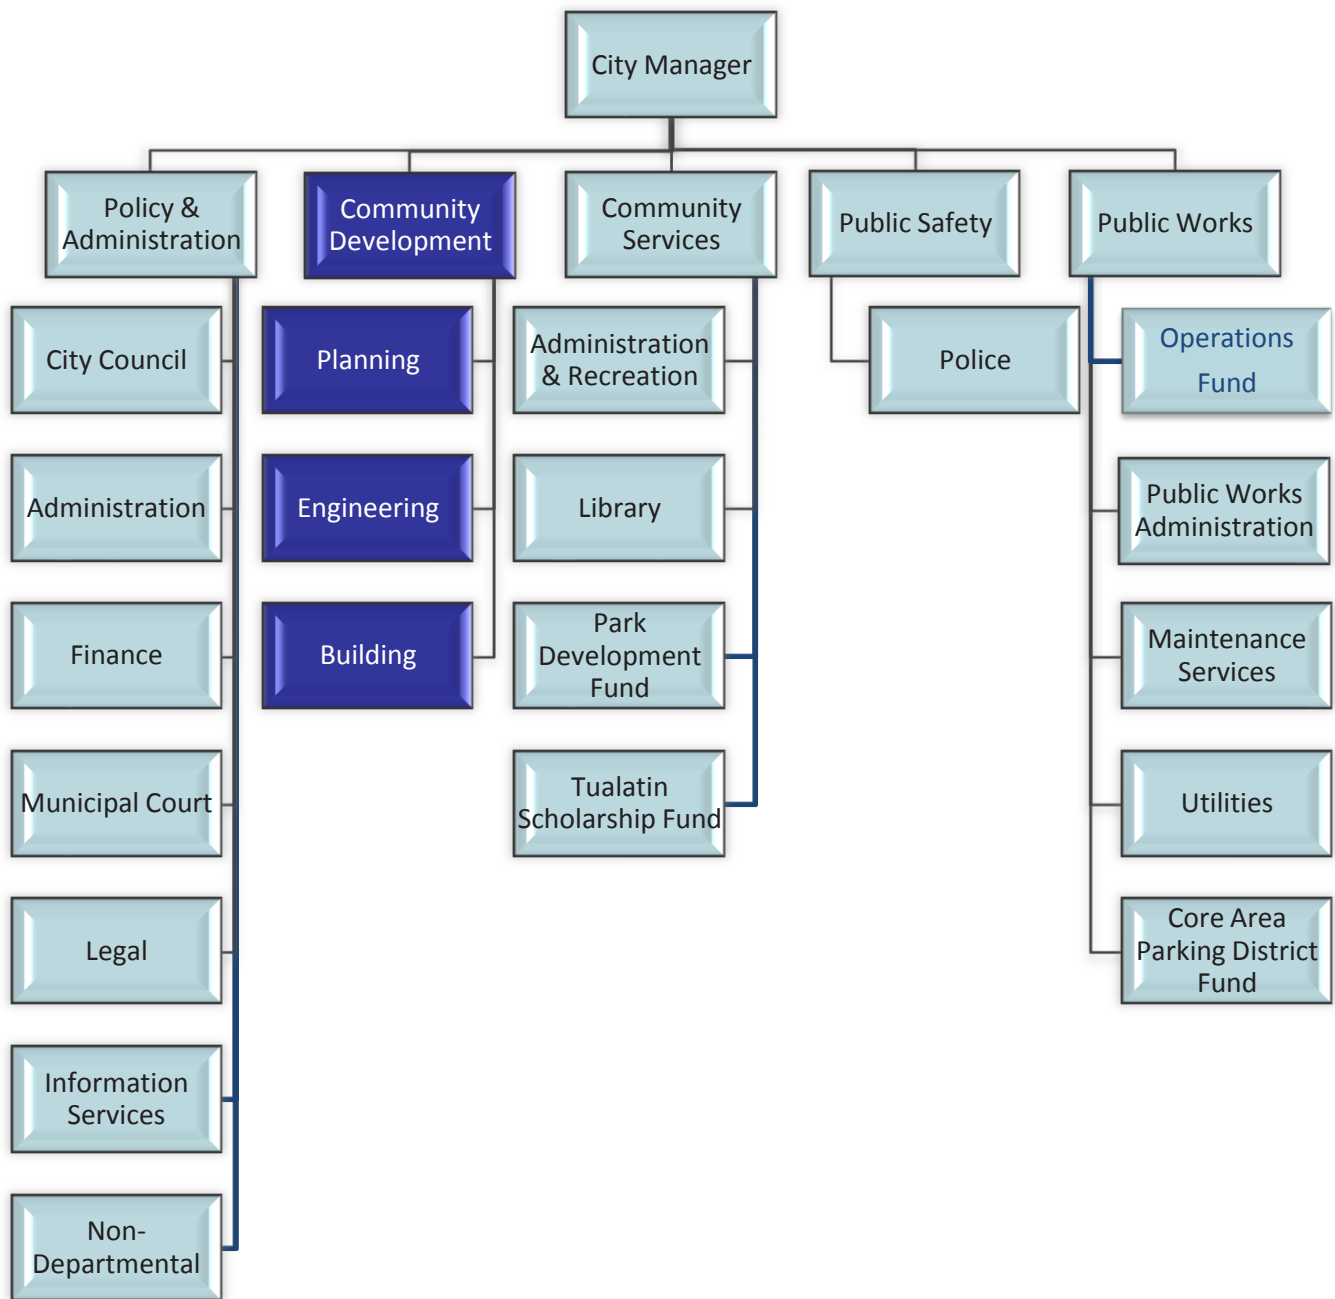 City Manager
Policy &
Administration
Community
Development
Community
Services
Public Safety
Public Works
City Council
Administration
Finance
Municipal Court
Legal
Information
Services
Non-
Departmental
Planning
Engineering
Building
Administration
& Recreation
Library
Park
Development
Fund
Tualatin
Scholarship Fund
Police
Operations
Fund
Public Works
Administration
Maintenance
Services
Utilities
Core Area
Parking District
Fund